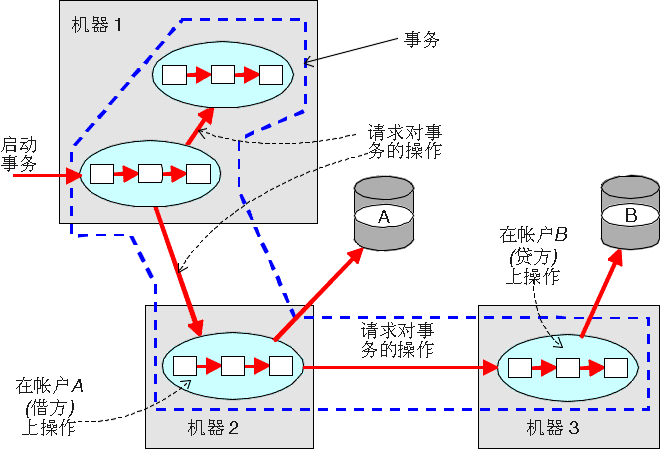 机器 1
事务
启动
事务
请求对事
务的操作
A
B
在帐户B
(贷方)
上操作
请求对事
务的操作
在帐户A
(借方)
上操作
机器 2
机器 3